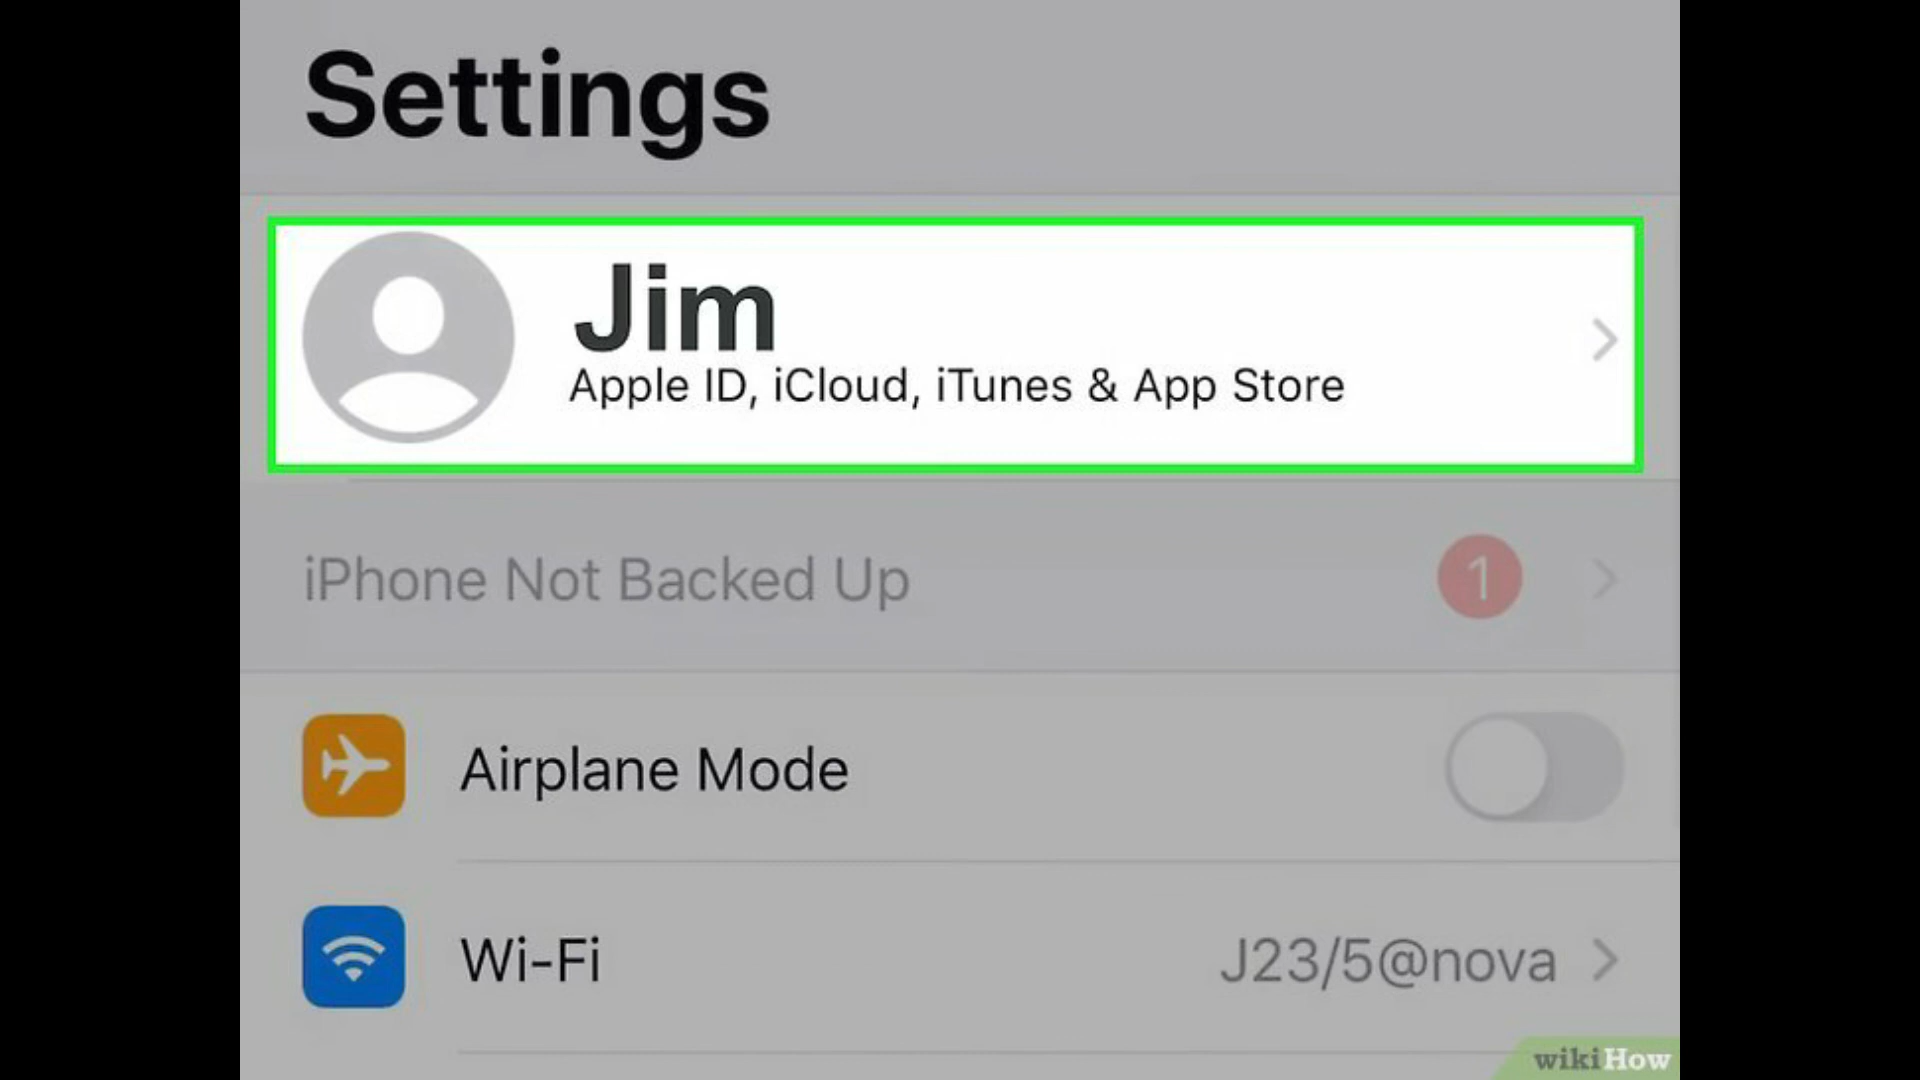 Settings
Jim
Apple ID, iCloud, iTunes & App Store
iPhone Not Backed Up 1
Airplane Mode
Wi-Fi J23/5@nova
wikiHow